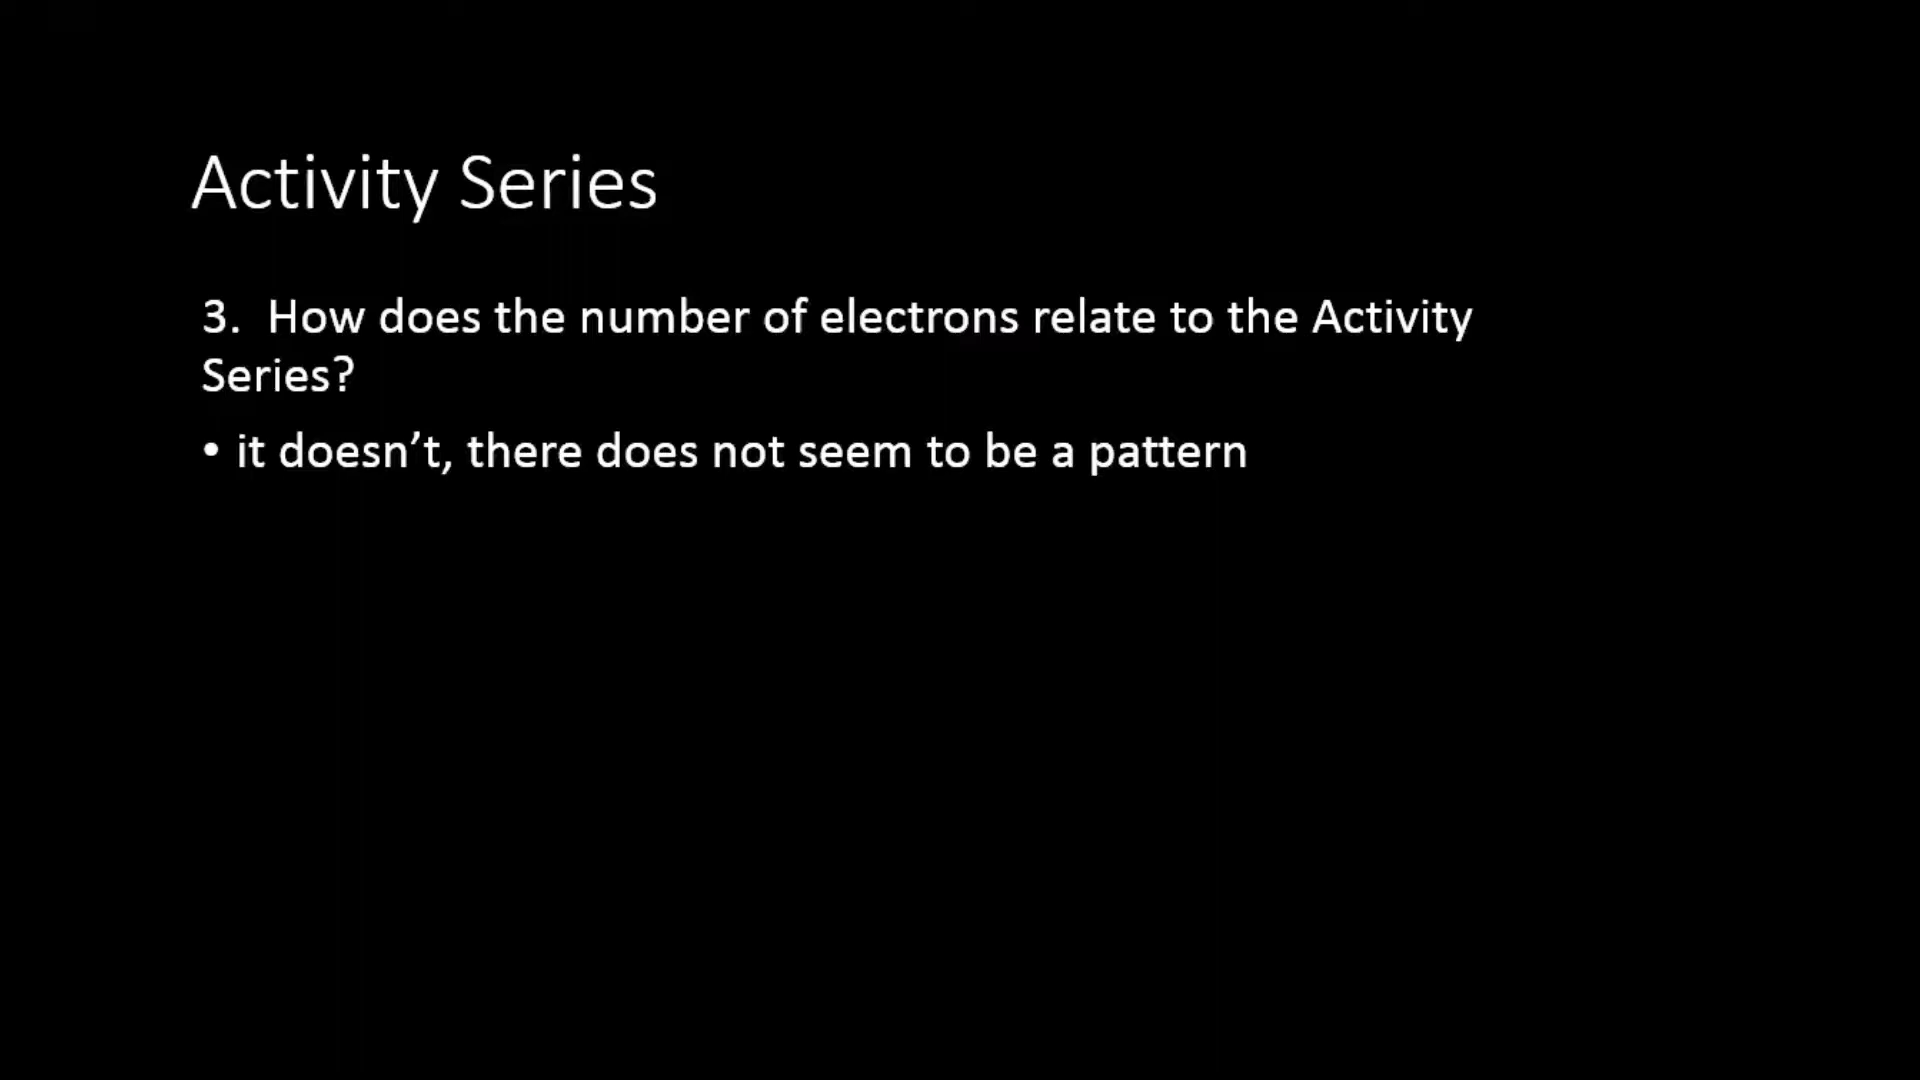 Activity Series
3. How does the number of electrons relate to the Activity
Series?
• it doesn’t, there does not seem to be a pattern